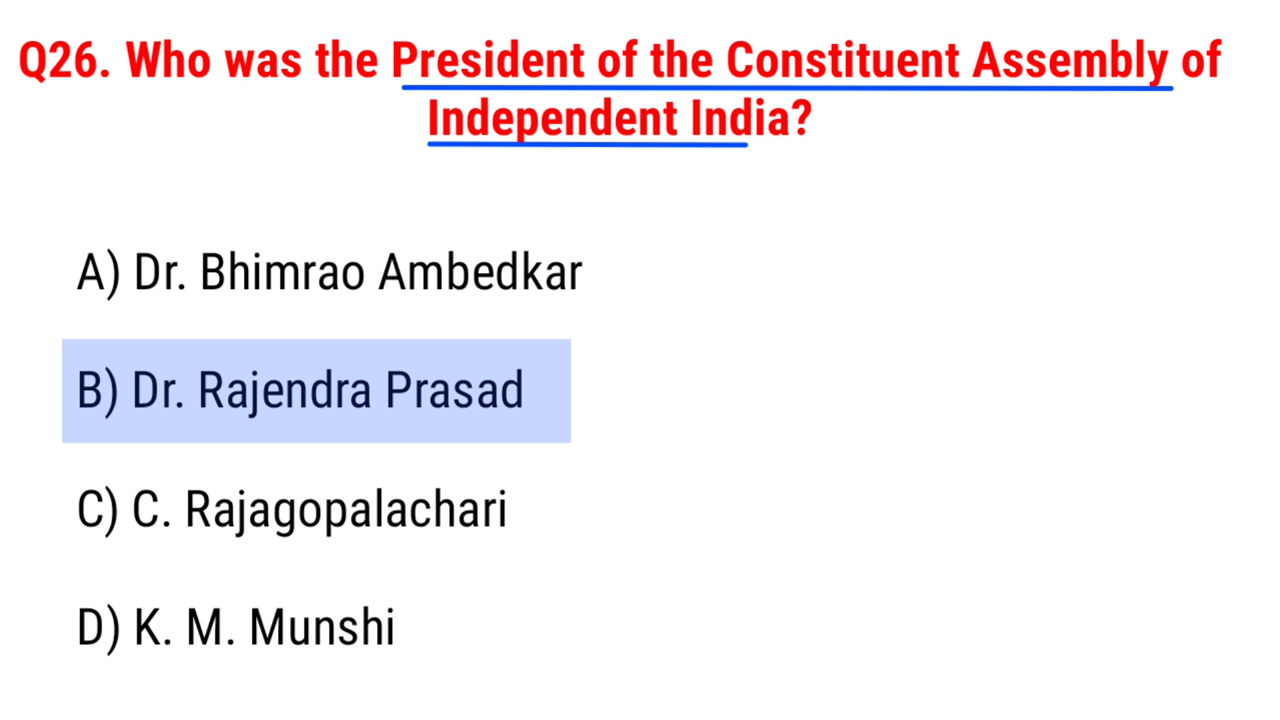 Q26. Who was the President of the Constituent Assembly of
Independent India?
A) Dr. Bhimrao Ambedkar
B) Dr. Rajendra Prasad
C) C. Rajagopalachari
D) K. M. Munshi